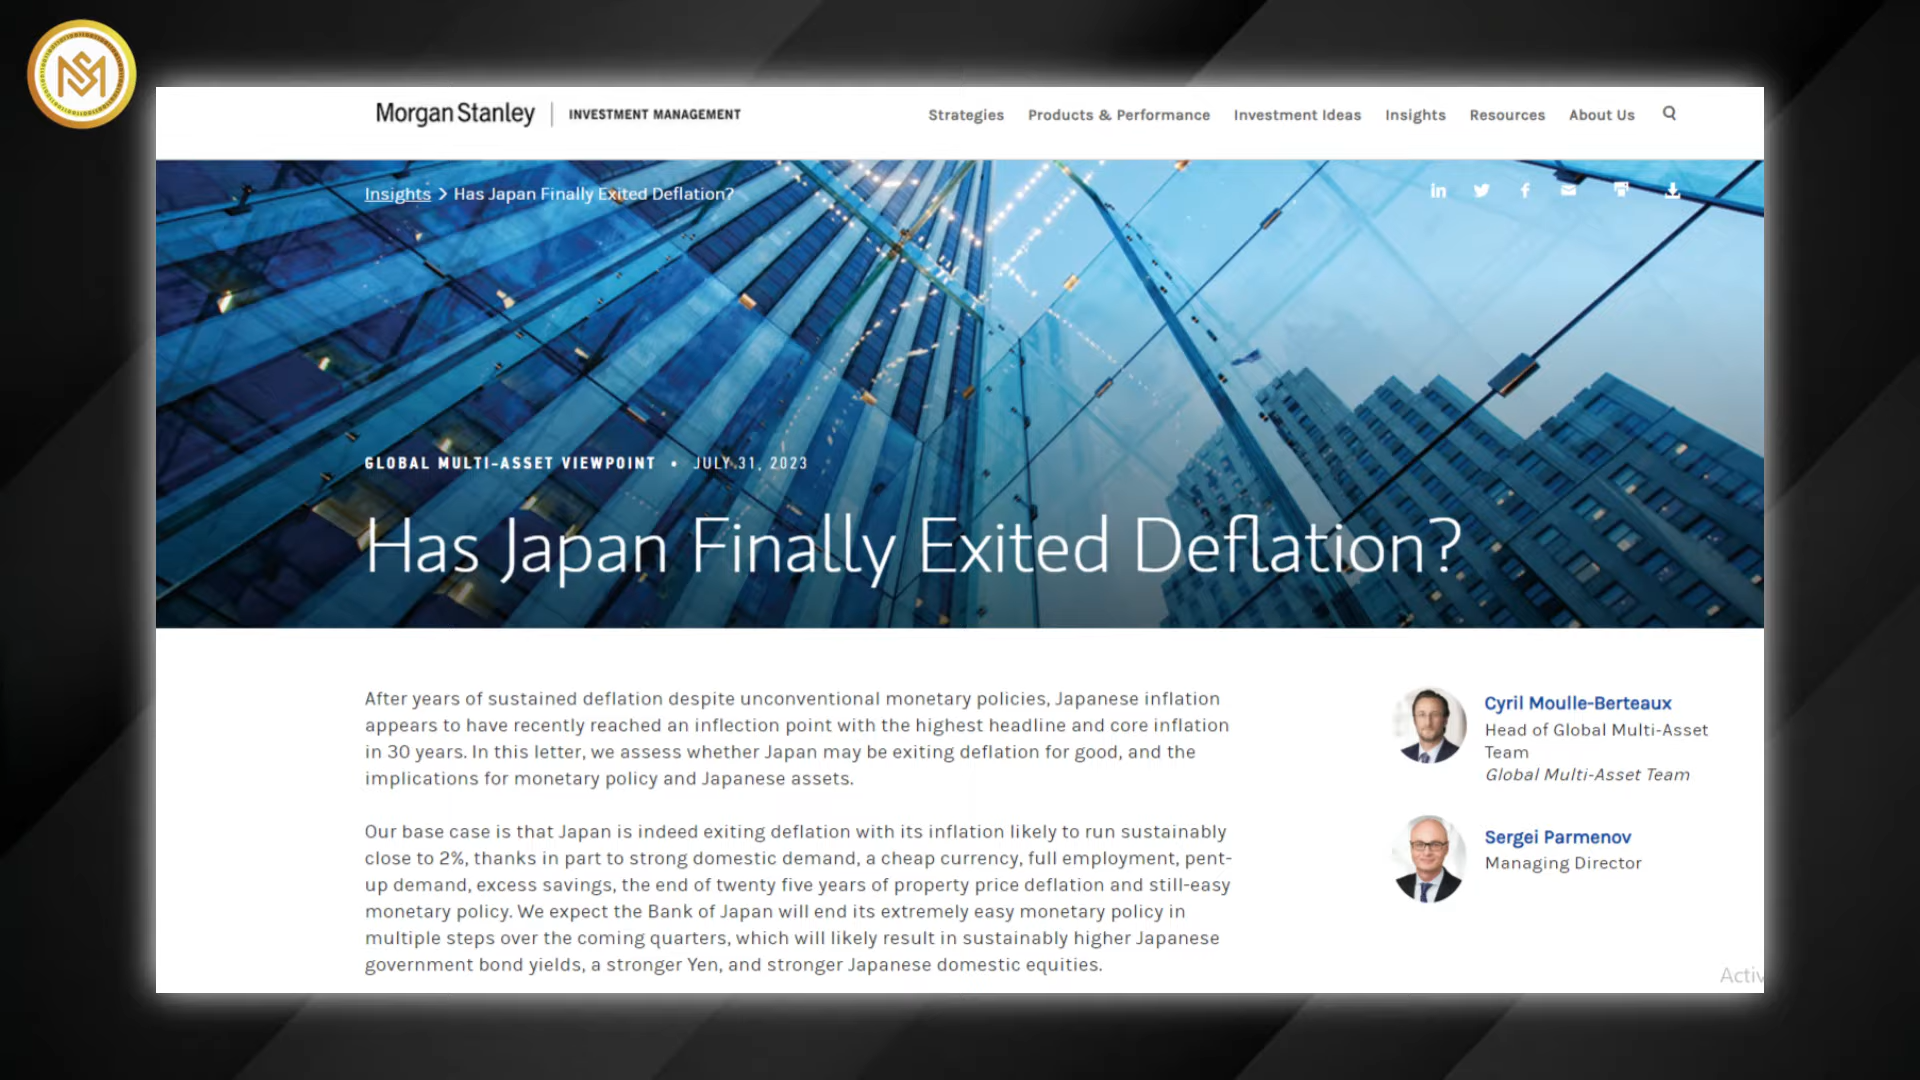 Morgan Stanley | INVESTMENT MANAGEMENT
Strategies Products & Performance Investment Ideas Insights Resources About Us
Insights > Has Japan Finally Exited Deflation?
GLOBAL MULTI-ASSET VIEWPOINT • JULY 31, 2023
Has Japan Finally Exited Deflation?
After years of sustained deflation despite unconventional monetary policies, Japanese inflation
appears to have recently reached an inflection point with the highest headline and core inflation
in 30 years. In this letter, we assess whether Japan may be exiting deflation for good, and the
implications for monetary policy and Japanese assets.
Our base case is that Japan is indeed exiting deflation with its inflation likely to run sustainably
close to 2%, thanks in part to strong domestic demand, a cheap currency, full employment, pent-
up demand, excess savings, the end of twenty five years of property price deflation and still-easy
monetary policy. We expect the Bank of Japan will end its extremely easy monetary policy in
multiple steps over the coming quarters, which will likely result in sustainably higher Japanese
government bond yields, a stronger Yen, and stronger Japanese domestic equities.
Cyril Moulle-Berteaux
Head of Global Multi-Asset
Team
Global Multi-Asset Team
Sergei Parmenov
Managing Director
Activ